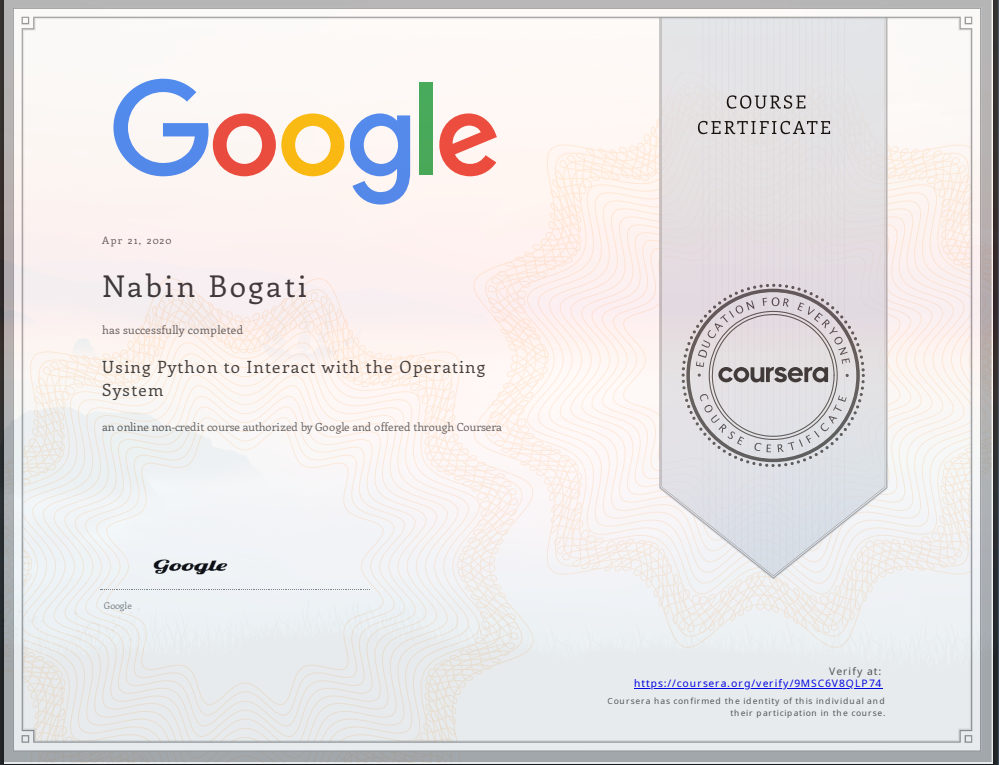 Google
COURSE
CERTIFICATE
Apr 21, 2020
Nabin Bogati
has successfully completed
Using Python to Interact with the Operating
System
an online non-credit course authorized by Google and offered through Coursera
EDUCATION FOR EVERYONE
coursera
COURSE CERTIFICATE
Google
Google
Verify at:
https://coursera.org/verify/9MSC6V8QLP74
Coursera has confirmed the identity of this individual and
their participation in the course.